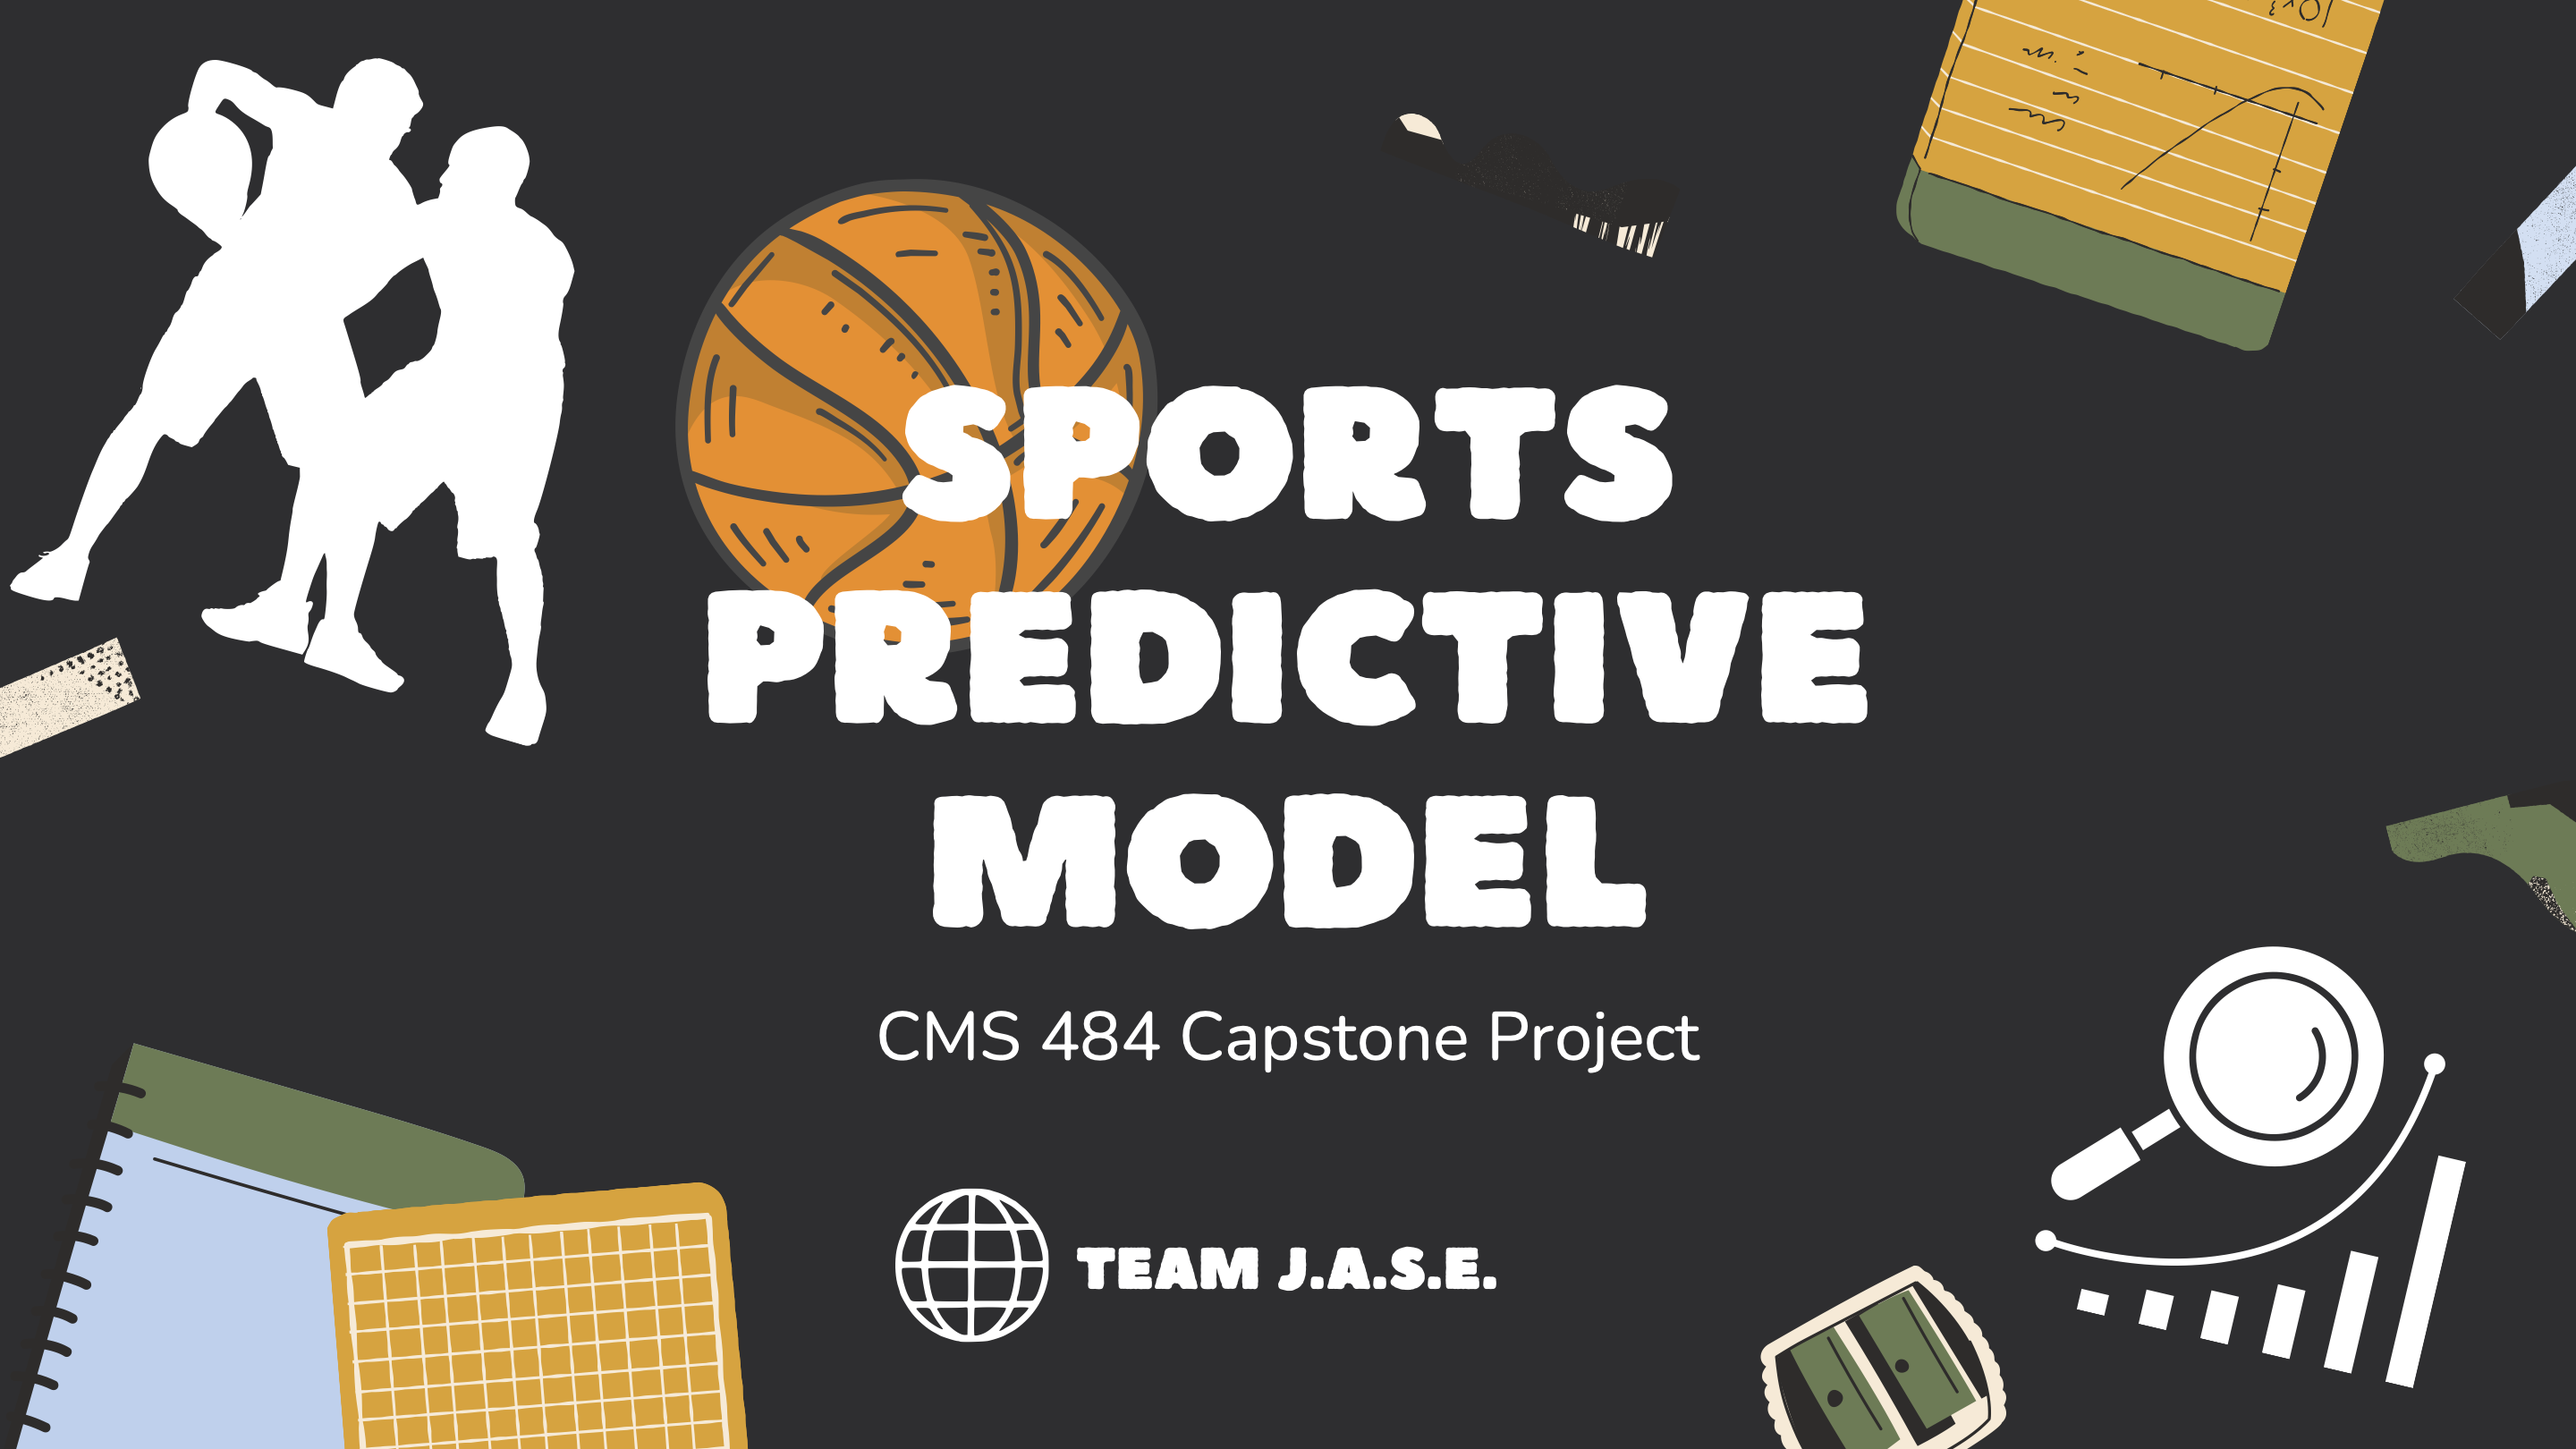 SPORTS
PREDICTIVE
MODEL
CMS 484 Capstone Project
TEAM J.A.S.E.